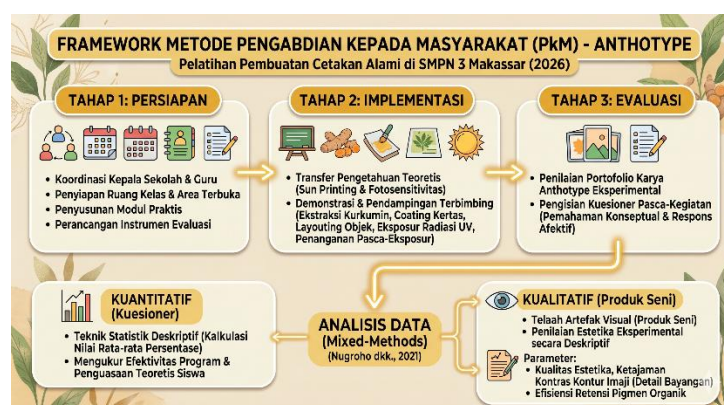 FRAMEWORK METODE PENGABDIAN KEPADA MASYARAKAT (PkM) - ANTHOTYPE
Pelatihan Pembuatan Cetakan Alami di SMPN 3 Makassar (2026)
TAHAP 1: PERSIAPAN
• Koordinasi Kepala Sekolah & Guru
• Penyiapan Ruang Kelas & Area Terbuka
• Penyusunan Modul Praktis
• Perancangan Instrumen Evaluasi
TAHAP 2: IMPLEMENTASI
• Transfer Pengetahuan Teoretis
(Sun Printing & Fotosensitivitas)
• Demonstrasi & Pendampingan Terbimbing
(Ekstraksi Kurkumin, Coating Kertas,
Layouting Objek, Eksposur Radiasi UV,
Penanganan Pasca-Eksposur)
TAHAP 3: EVALUASI
• Penilaian Portofolio Karya
Anthotype Eksperimental
• Pengisian Kuesioner Pasca-Kegiatan
(Pemahaman Konseptual & Respons
Afektif)
KUANTITATIF
(Kuesioner)
• Teknik Statistik Deskriptif (Kalkulasi
Nilai Rata-rata Persentase)
• Mengukur Efektivitas Program &
Penguasaan Teoretis Siswa
ANALISIS DATA
(Mixed-Methods)
(Nugroho dkk., 2021)
KUALITATIF (Produk Seni)
• Telaah Artefak Visual (Produk Seni)
• Penilaian Estetika Eksperimental
secara Deskriptif
Parameter:
• Kualitas Estetika, Ketajaman
Kontras Kontur Imaji (Detail Bayangan)
• Efisiensi Retensi Pigmen Organik